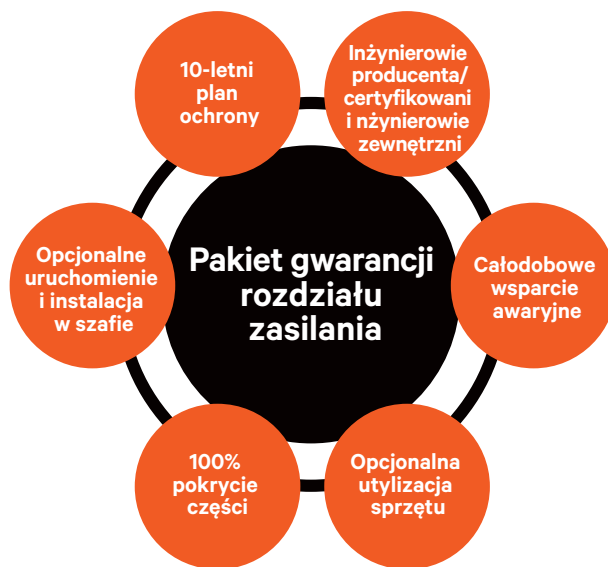 10-letni
plan
ochrony
Inżynierowie
producenta/
certyfikowani
i nżynierowie
zewnętrzni
Opcjonalne
uruchomienie
i instalacja
w szafie
Pakiet gwarancji
rozdziału
zasilania
Całodobowe
wsparcie
awaryjne
100%
pokrycie
części
Opcjonalna
utylizacja
sprzętu